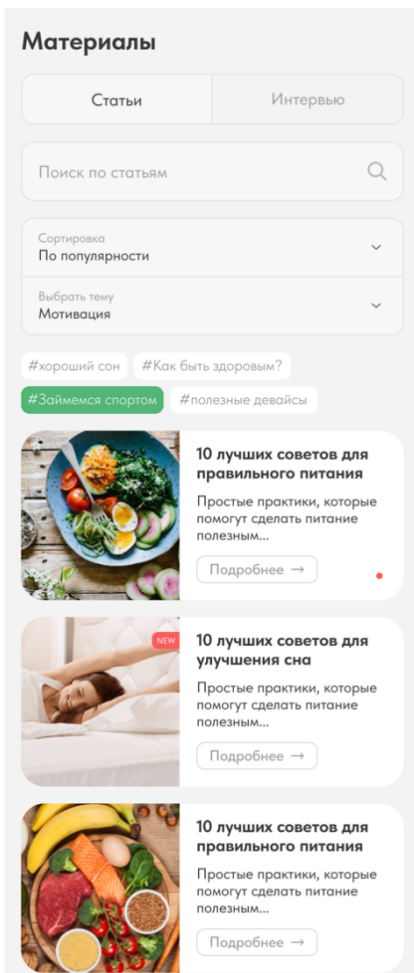 Материалы
Статьи
Интервью
Поиск по статьям
Сортировка
По популярности
Выбрать тему
Мотивация
#хороший сон
#Как быть здоровым?
#Займемся спортом
#полезные девайсы
10 лучших советов для
правильного питания
Простые практики, которые
помогут сделать питание
полезным...
Подробнее →
NEW
10 лучших советов для
улучшения сна
Простые практики, которые
помогут сделать питание
полезным...
Подробнее →
10 лучших советов для
правильного питания
Простые практики, которые
помогут сделать питание
полезным...
Подробнее →